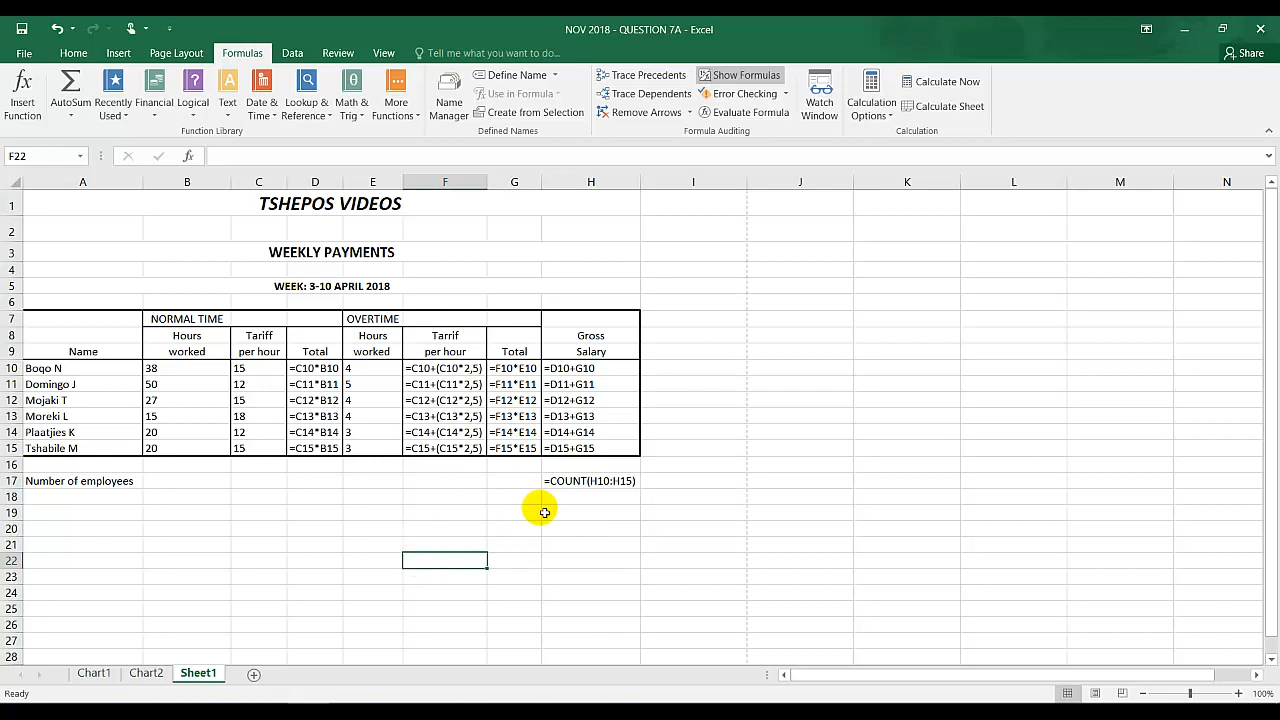 NOV 2018 - QUESTION 7A - Excel
File Home Insert Page Layout Formulas Data Review View Tell me what you want to do... Share
Insert Function
AutoSum
Recently Used
Financial
Logical
Text
Date & Time
Lookup & Reference
Math & Trig
More Functions
Function Library
Name Manager
Define Name
Use in Formula
Create from Selection
Defined Names
Trace Precedents
Trace Dependents
Remove Arrows
Show Formulas
Error Checking
Evaluate Formula
Formula Auditing
Watch Window
Calculation Options
Calculate Now
Calculate Sheet
Calculation
F22 fx
A B C D E F G H I J K L M N
1 TSHEPOS VIDEOS
2
3 WEEKLY PAYMENTS
4
5 WEEK: 3-10 APRIL 2018
6
7 NORMAL TIME OVERTIME
8 Hours Tariff Hours Tarrif Gross
9 Name worked per hour Total worked per hour Total Salary
10 Boqo N 38 15 =C10*B10 4 =C10+(C10*2,5) =F10*E10 =D10+G10
11 Domingo J 50 12 =C11*B11 5 =C11+(C11*2,5) =F11*E11 =D11+G11
12 Mojaki T 27 15 =C12*B12 4 =C12+(C12*2,5) =F12*E12 =D12+G12
13 Moreki L 15 18 =C13*B13 4 =C13+(C13*2,5) =F13*E13 =D13+G13
14 Plaatjies K 20 12 =C14*B14 3 =C14+(C14*2,5) =F14*E14 =D14+G14
15 Tshabile M 20 15 =C15*B15 3 =C15+(C15*2,5) =F15*E15 =D15+G15
16
17 Number of employees =COUNT(H10:H15)
18
19
20
21
22
23
24
25
26
27
28
Chart1 Chart2 Sheet1
Ready 100%